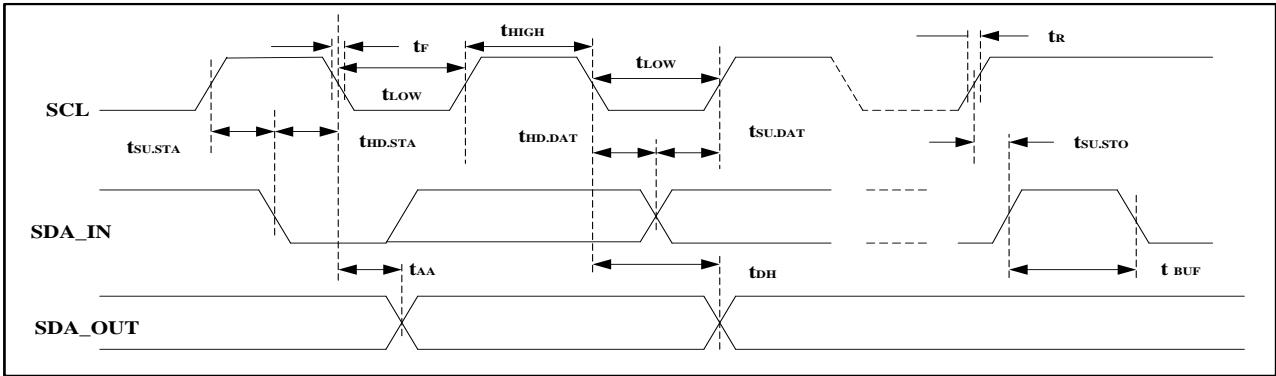 tHIGH
tF
tR
tLOW
tLOW
SCL
tSU.STA
tHD.STA
tHD.DAT
tSU.DAT
tSU.STO
SDA_IN
tAA
tDH
t BUF
SDA_OUT